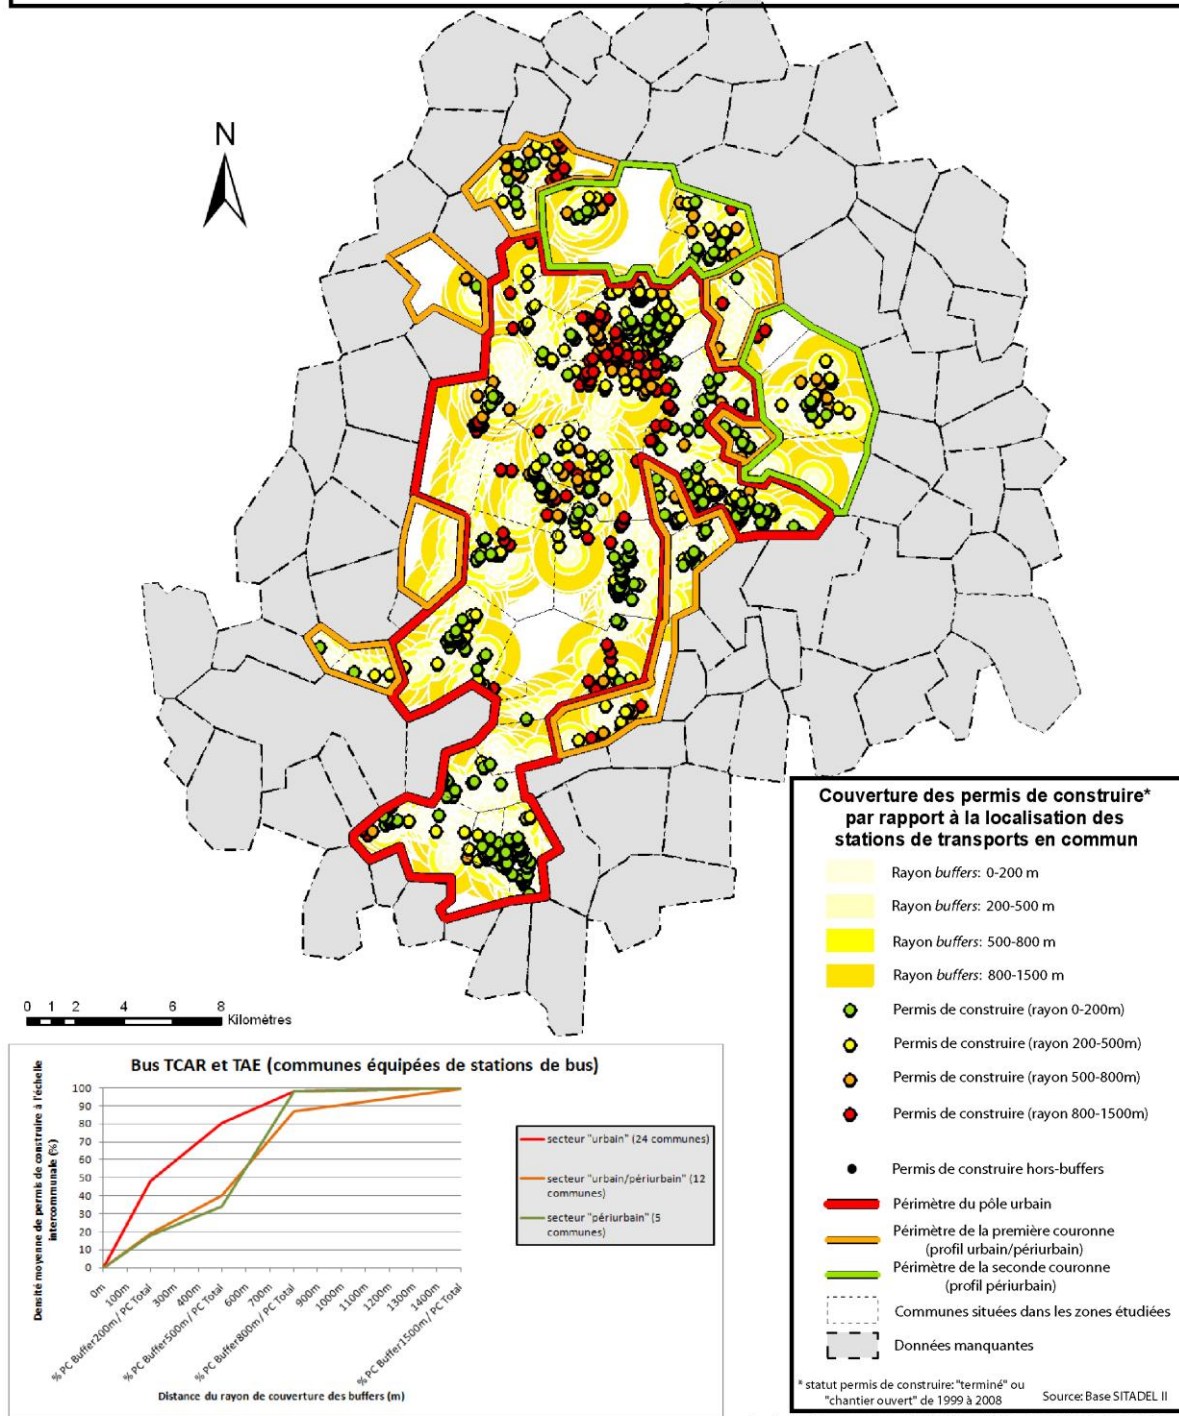 N
0 1 2 4 6 8
Kilomètres
Couverture des permis de construire*
par rapport à la localisation des
stations de transports en commun
Rayon buffers: 0-200 m
Rayon buffers: 200-500 m
Rayon buffers: 500-800 m
Rayon buffers: 800-1500 m
Permis de construire (rayon 0-200m)
Permis de construire (rayon 200-500m)
Permis de construire (rayon 500-800m)
Permis de construire (rayon 800-1500m)
Permis de construire hors-buffers
Périmètre du pôle urbain
Périmètre de la première couronne
(profil urbain/périurbain)
Périmètre de la seconde couronne
(profil périurbain)
Communes situées dans les zones étudiées
Données manquantes
* statut permis de construire: "terminé" ou
"chantier ouvert" de 1999 à 2008
Source: Base SITADEL II
Bus TCAR et TAE (communes équipées de stations de bus)
Densité moyenne de permis de construire à l'échelle
intercommunale (%)
100
90
80
70
60
50
40
30
20
10
0
0m
100m
% PC Buffer200m / PC Total
300m
400m
% PC Buffer500m / PC Total
600m
700m
% PC Buffer800m / PC Total
900m
1000m
1100m
1200m
1300m
1400m
% PC Buffer1500m / PC Total
Distance du rayon de couverture des buffers (m)
secteur "urbain" (24 communes)
secteur "urbain/périurbain" (12
communes)
secteur "périurbain" (5
communes)